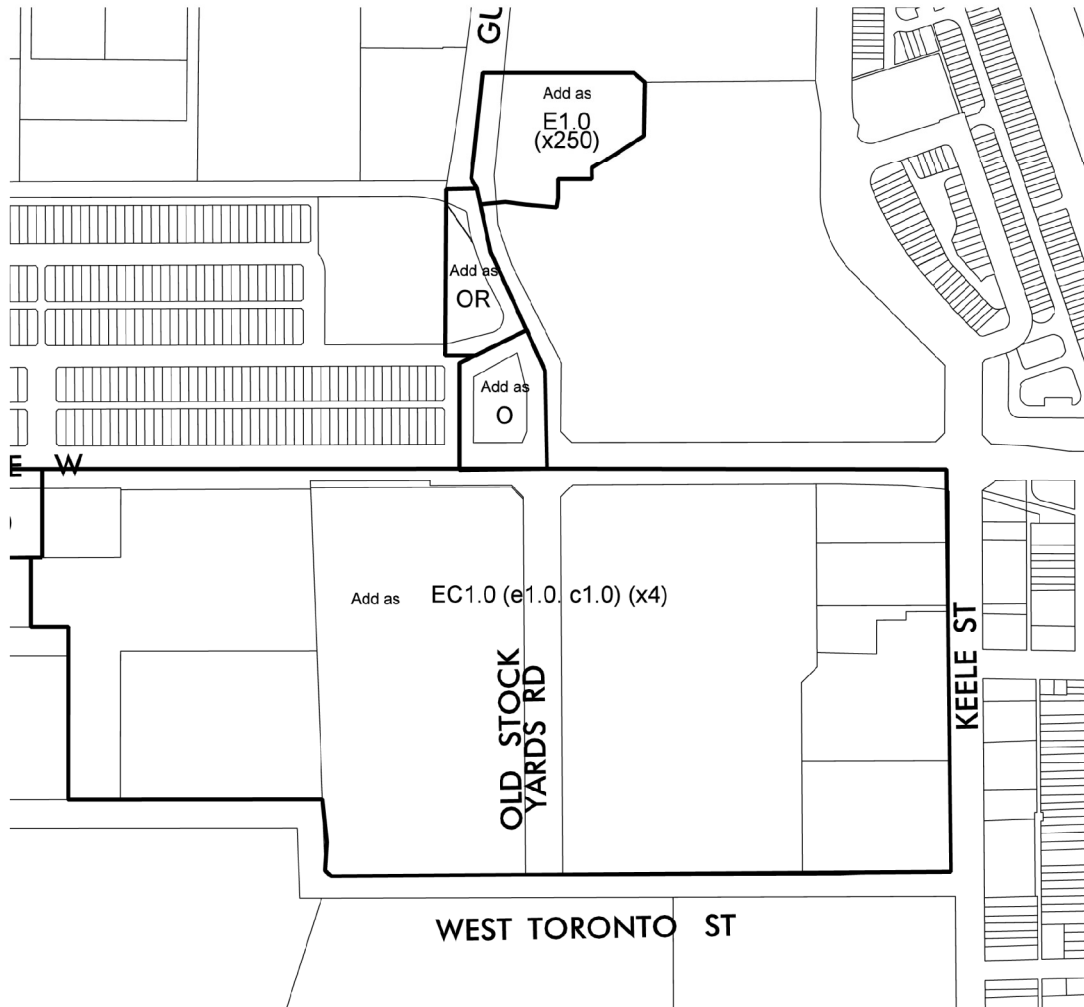 GU
Add as
E1.0
(x250)
Add as
OR
Add as
O
E W
Add as EC1.0 (e1.0. c1.0) (x4)
OLD STOCK
YARDS RD
KEELE ST
WEST TORONTO ST